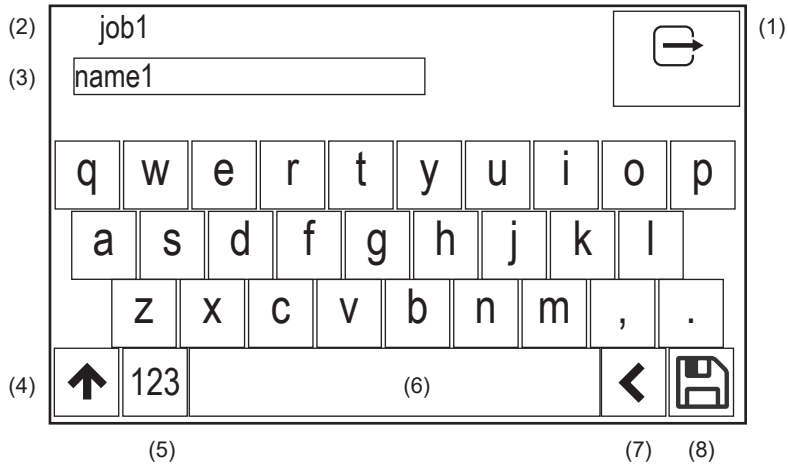 (2) job1 (1)
(3) name1
q w e r t y u i o p
a s d f g h j k l
z x c v b n m , .
(4) 123 (6) (8)
(5) (7)